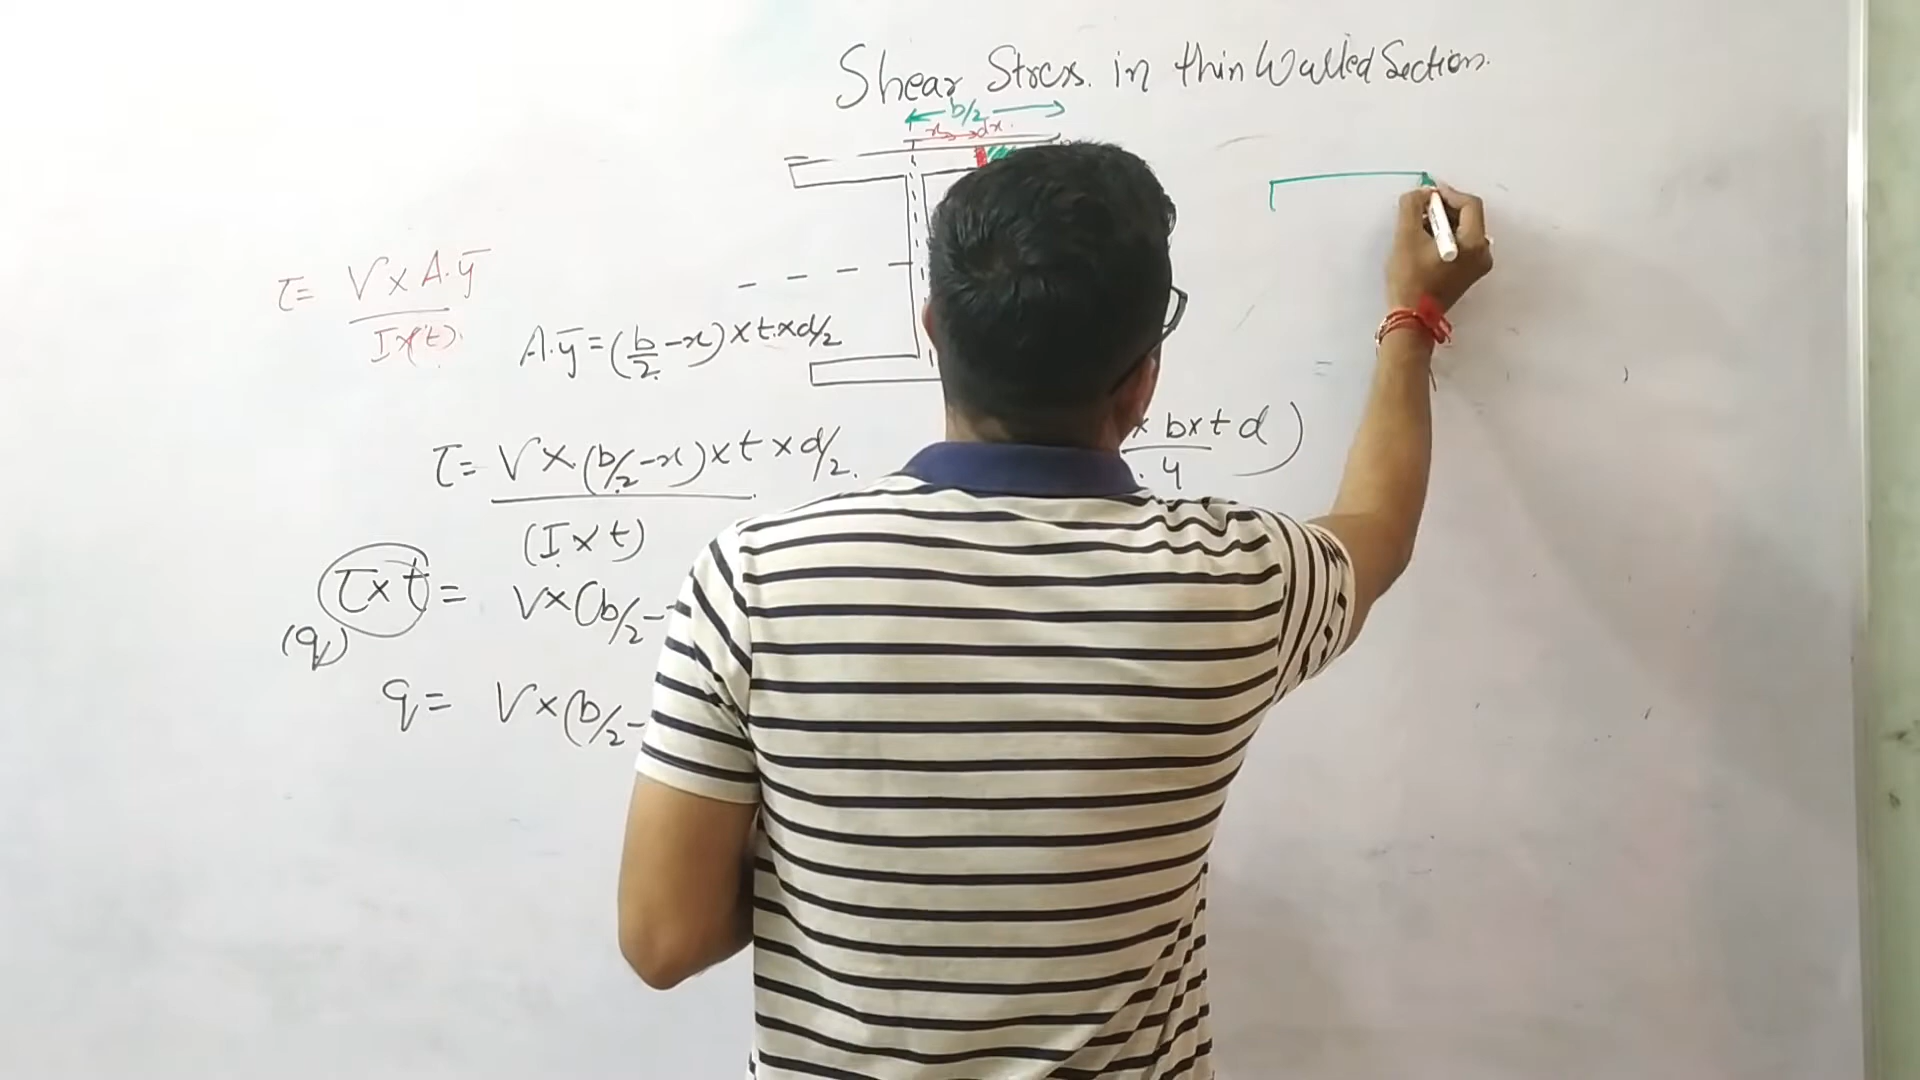 Shear Stress. in thin Walled Section.
b/2
x dx.
τ = V × A.ȳ / I×(t).
A.ȳ = (b/2 - x) × t × d/2
τ = V × (b/2 - x) × t × d/2. / (I × t)
× b×t d / 4 )
τ×t = V×(b/2 -
(q)
q = V×(b/2 -